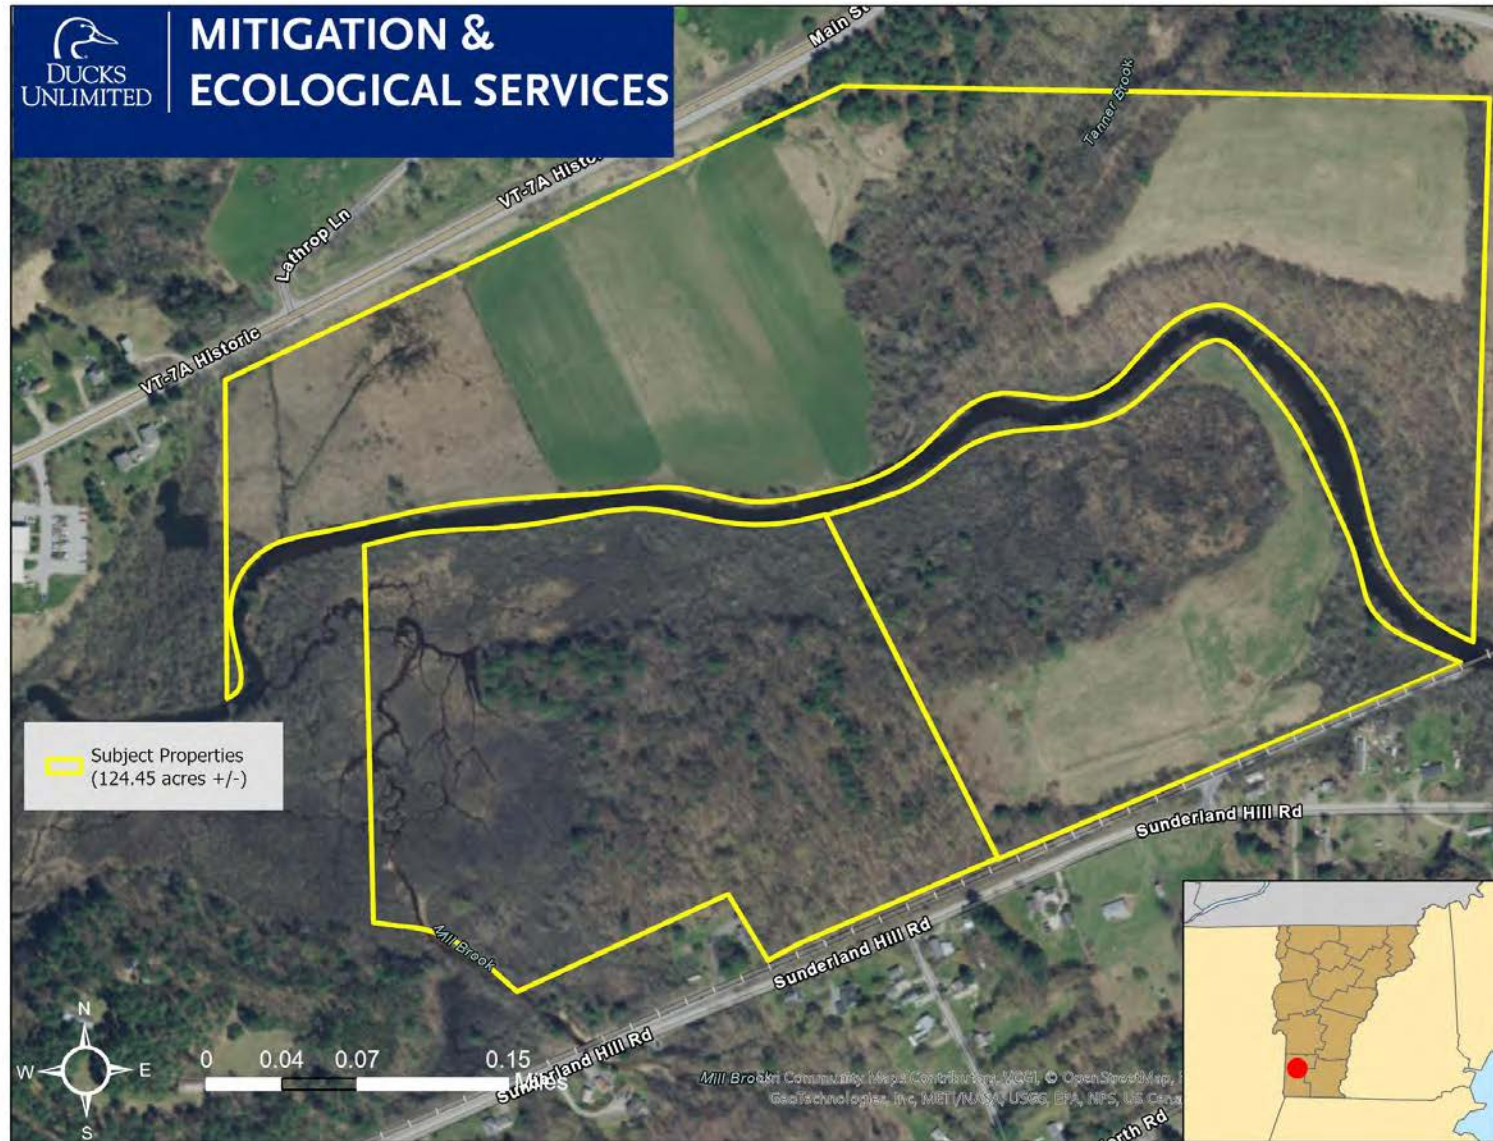 DUCKS
UNLIMITED
MITIGATION &
ECOLOGICAL SERVICES
Main St
Tanner Brook
VT-7A Histor
Lathrop Ln
VT-7A Historic
Subject Properties
(124.45 acres +/-)
Sunderland Hill Rd
Mill Brook
Sunderland Hill Rd
N
W
E
S
0 0.04 0.07 0.15
Miles
Sunderland Hill Rd
Mill Brook
Esri Community Maps Contributors, VCGI, © OpenStreetMap,
GeoTechnologies, Inc, METI/NASA, USGS, EPA, NPS, US
orth Rd